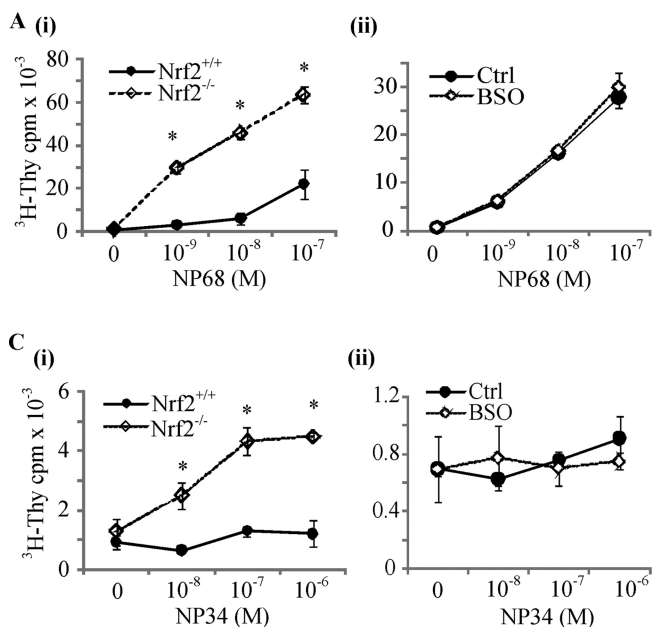 A (i) (ii)
³H-Thy cpm x 10⁻³
80
60
40
20
0
Nrf2⁺/⁺
Nrf2⁻/⁻
*
*
*
0 10⁻⁹ 10⁻⁸ 10⁻⁷
NP68 (M)
30
20
10
0
Ctrl
BSO
0 10⁻⁹ 10⁻⁸ 10⁻⁷
NP68 (M)
C (i) (ii)
³H-Thy cpm x 10⁻³
6
4
2
0
Nrf2⁺/⁺
Nrf2⁻/⁻
*
*
*
0 10⁻⁸ 10⁻⁷ 10⁻⁶
NP34 (M)
1.2
0.8
0.4
0
Ctrl
BSO
0 10⁻⁸ 10⁻⁷ 10⁻⁶
NP34 (M)